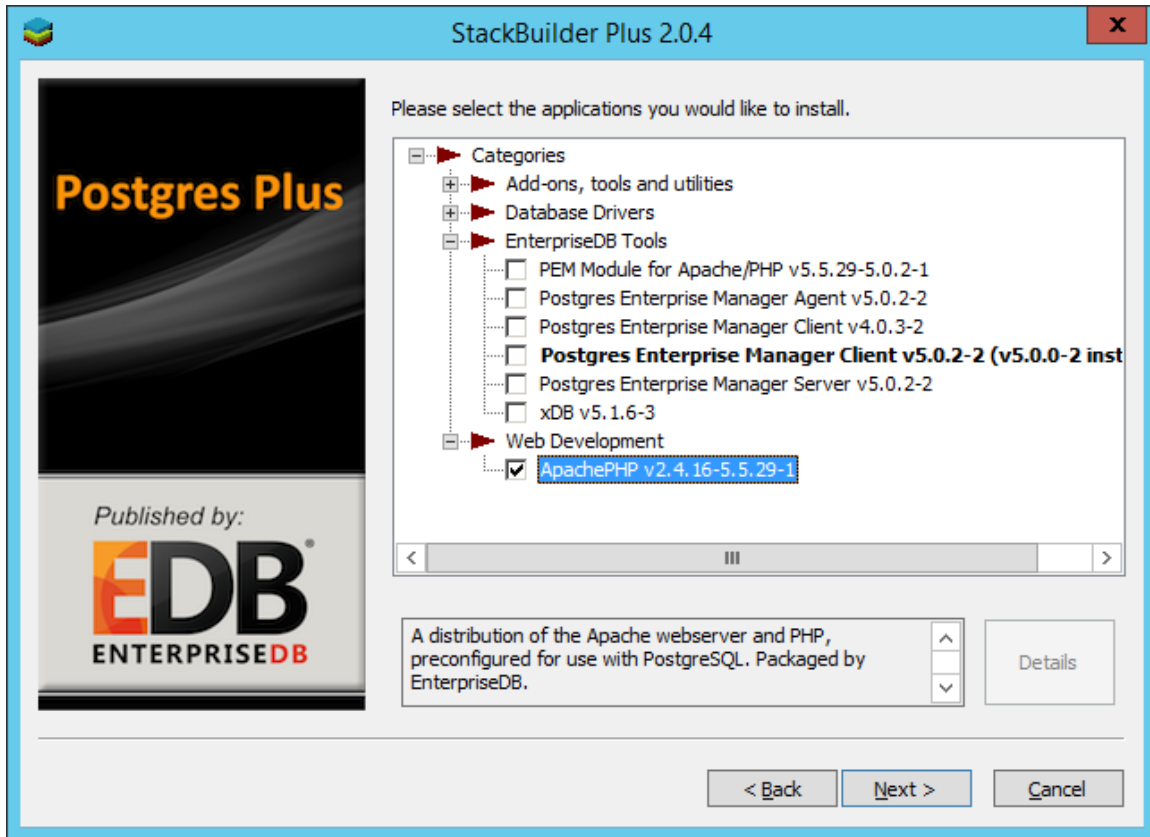 StackBuilder Plus 2.0.4
x
Postgres Plus
Published by:
EDB®
ENTERPRISEDB
Please select the applications you would like to install.
Categories
Add-ons, tools and utilities
Database Drivers
EnterpriseDB Tools
PEM Module for Apache/PHP v5.5.29-5.0.2-1
Postgres Enterprise Manager Agent v5.0.2-2
Postgres Enterprise Manager Client v4.0.3-2
Postgres Enterprise Manager Client v5.0.2-2 (v5.0.0-2 inst
Postgres Enterprise Manager Server v5.0.2-2
xDB v5.1.6-3
Web Development
ApachePHP v2.4.16-5.5.29-1
A distribution of the Apache webserver and PHP,
preconfigured for use with PostgreSQL. Packaged by
EnterpriseDB.
Details
< Back
Next >
Cancel